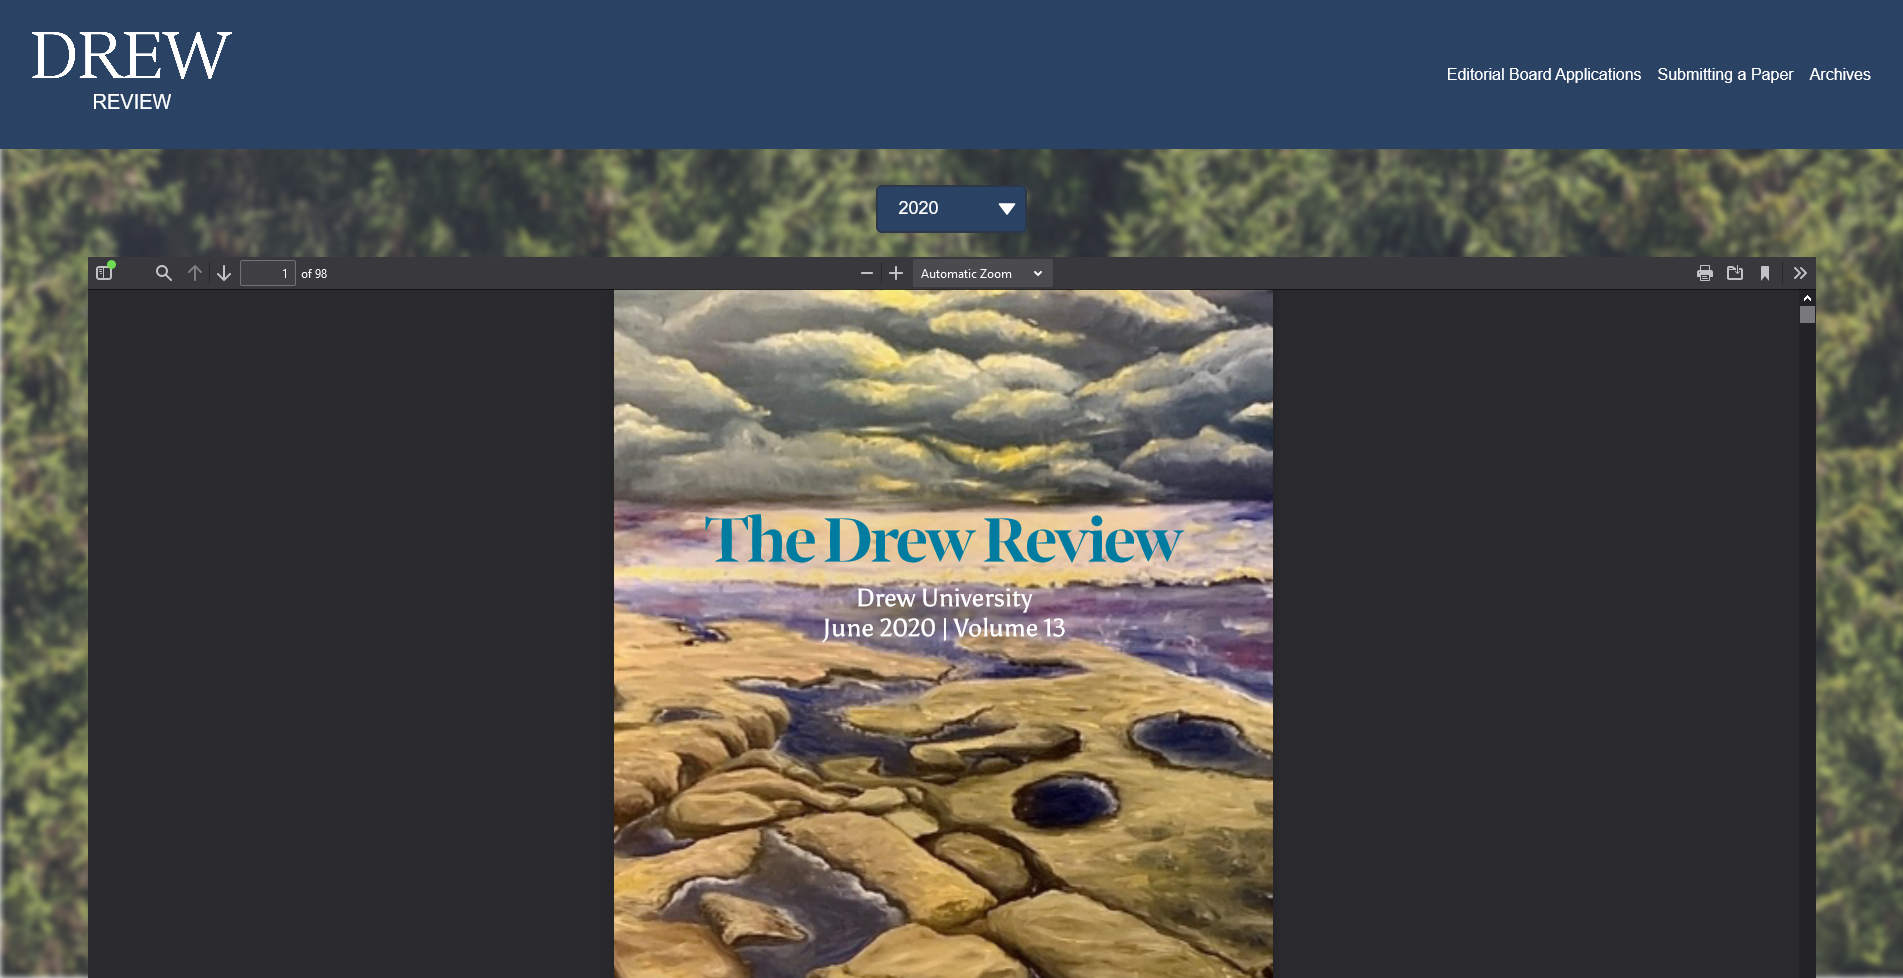 DREW
REVIEW
Editorial Board Applications Submitting a Paper Archives
2020
1 of 98
Automatic Zoom
The Drew Review
Drew University
June 2020 | Volume 13